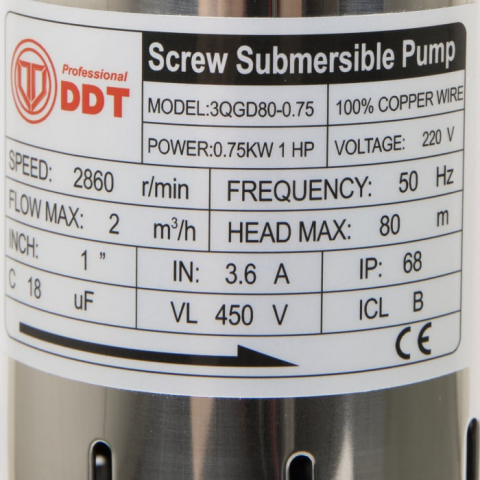 Professional
DDT
Screw Submersible Pump
MODEL:3QGD80-0.75 100% COPPER WIRE
POWER:0.75KW 1 HP VOLTAGE: 220 V
SPEED: 2860 r/min FREQUENCY: 50 Hz
FLOW MAX: 2 m³/h HEAD MAX: 80 m
INCH: 1 " IN: 3.6 A IP: 68
C 18 uF VL 450 V ICL B
CE